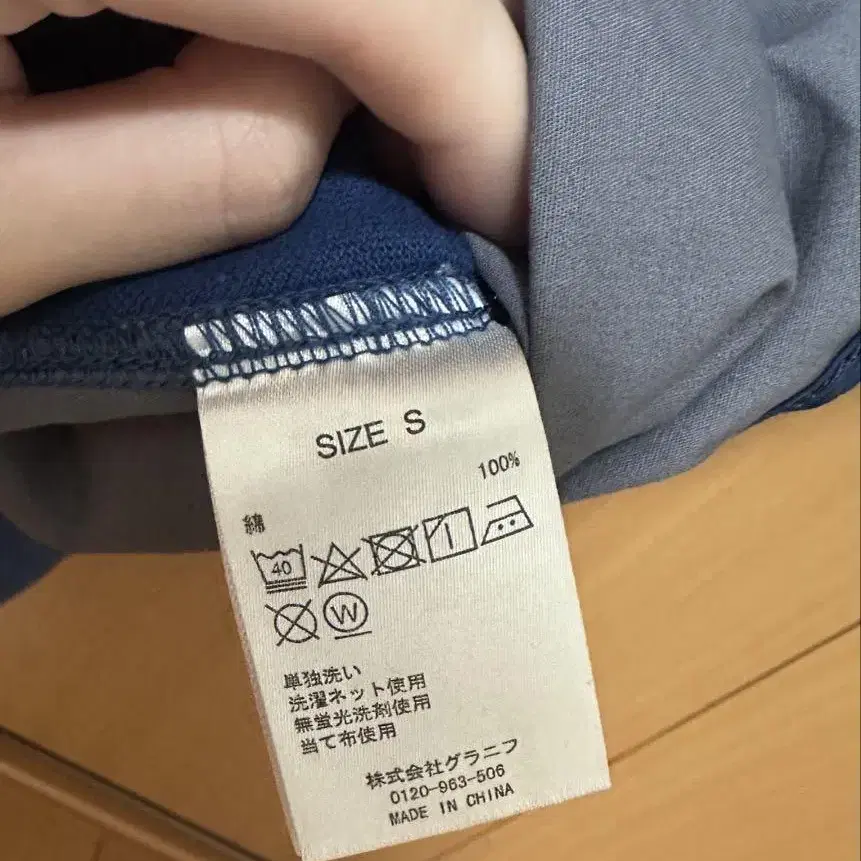 SIZE S
綿 100%
40
W
単独洗い
洗濯ネット使用
無蛍光洗剤使用
当て布使用
株式会社グラニフ
0120-963-506
MADE IN CHINA